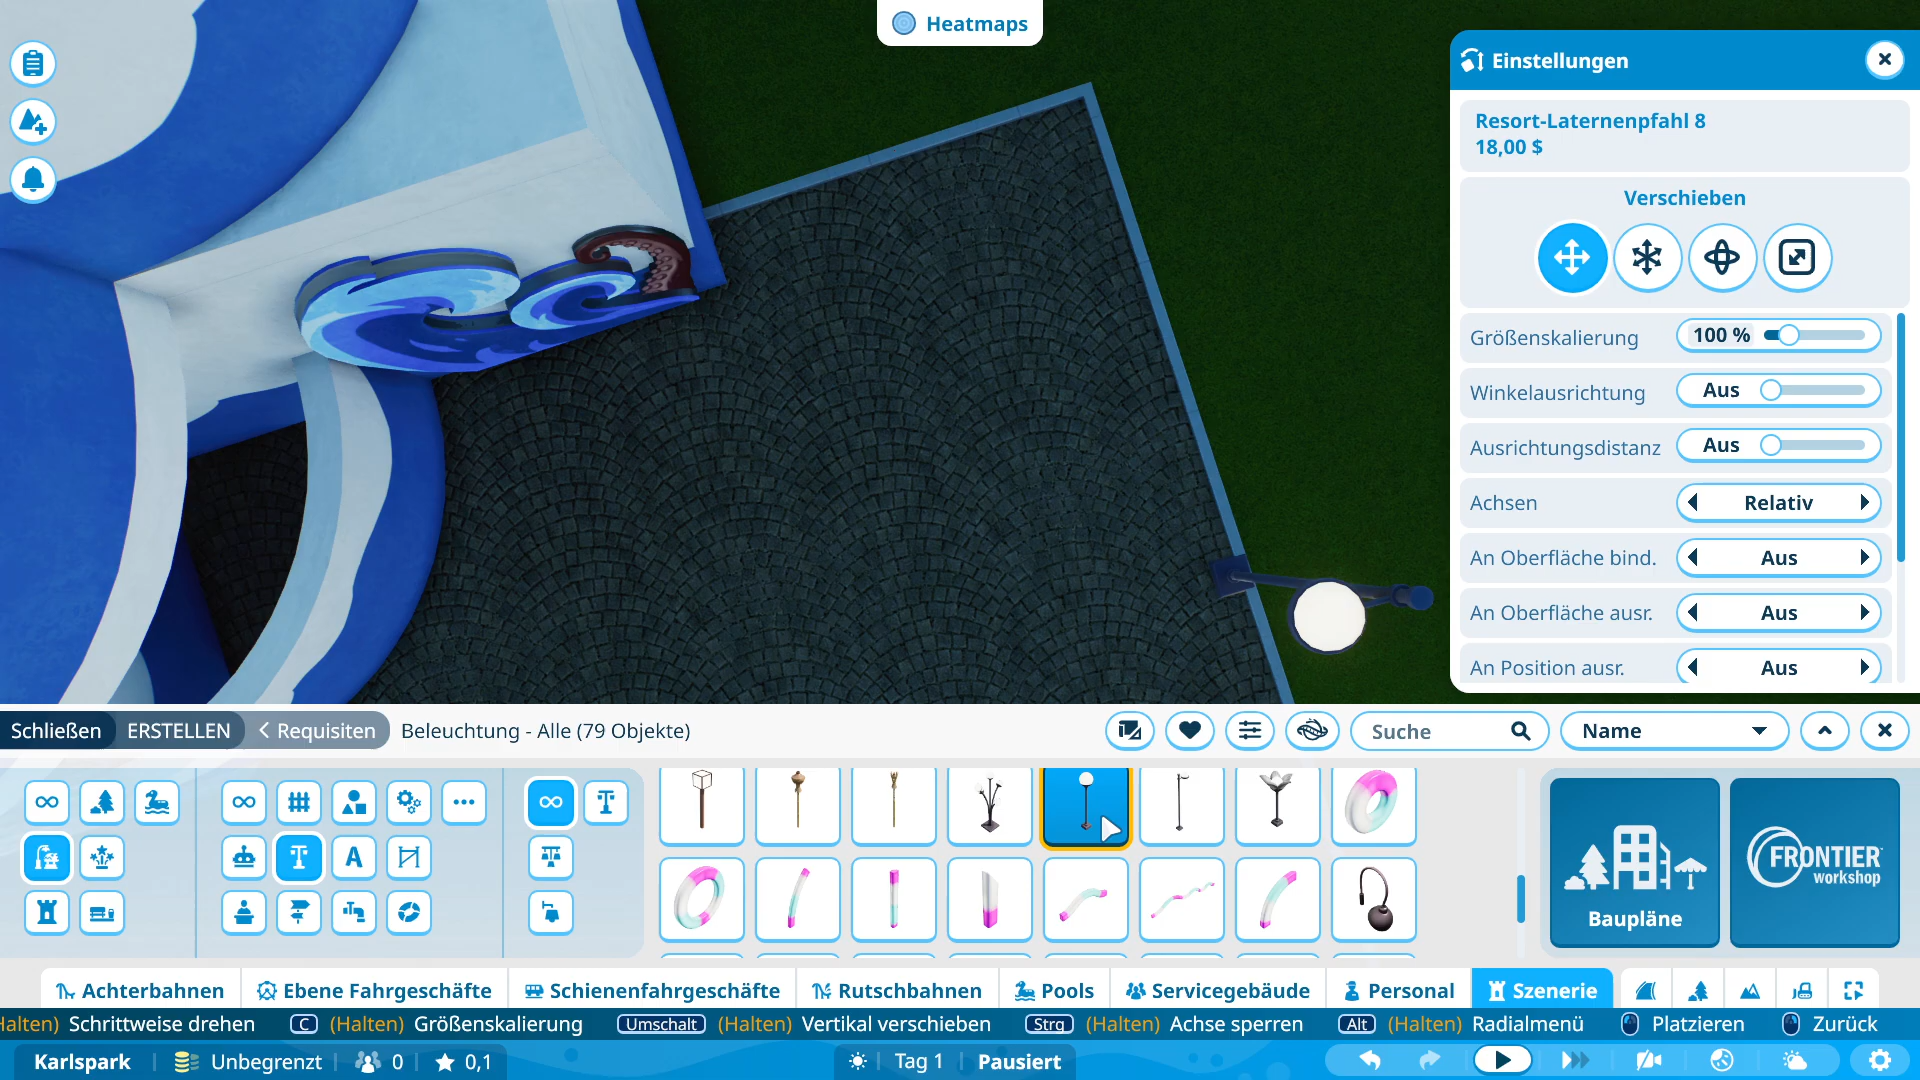 Heatmaps
Einstellungen
Resort-Laternenpfahl 8
18,00 $
Verschieben
Größenskalierung
100 %
Winkelausrichtung
Aus
Ausrichtungsdistanz
Aus
Achsen
Relativ
An Oberfläche bind.
Aus
An Oberfläche ausr.
Aus
An Position ausr.
Aus
Schließen
ERSTELLEN
Requisiten
Beleuchtung - Alle (79 Objekte)
Suche
Name
Baupläne
FRONTIER
workshop
Achterbahnen
Ebene Fahrgeschäfte
Schienenfahrgeschäfte
Rutschbahnen
Pools
Servicegebäude
Personal
Szenerie
Halten) Schrittweise drehen
C (Halten) Größenskalierung
Umschalt (Halten) Vertikal verschieben
Strg (Halten) Achse sperren
Alt (Halten) Radialmenü
Platzieren
Zurück
Karlspark
Unbegrenzt
0
0,1
Tag 1
Pausiert